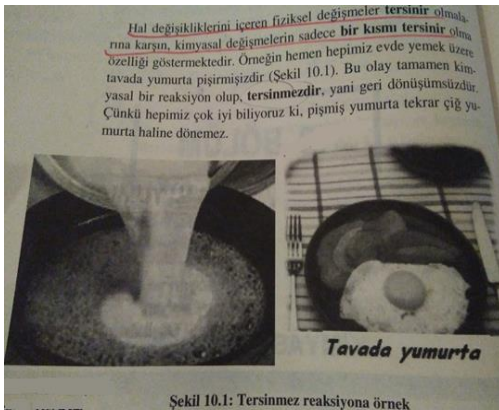 Hal değişikliklerini içeren fiziksel değişmeler tersinir olmala-
rına karşın, kimyasal değişmelerin sadece bir kısmı tersinir olma
özelliği göstermektedir. Örneğin hemen hepimiz evde yemek üzere
tavada yumurta pişirmişizdir (Şekil 10.1). Bu olay tamamen kim-
yasal bir reaksiyon olup, tersinmezdir, yani geri dönüşümsüzdür.
Çünkü hepimiz çok iyi biliyoruz ki, pişmiş yumurta tekrar çiğ yu-
murta haline dönemez.
Tavada yumurta
Şekil 10.1: Tersinmez reaksiyona örnek